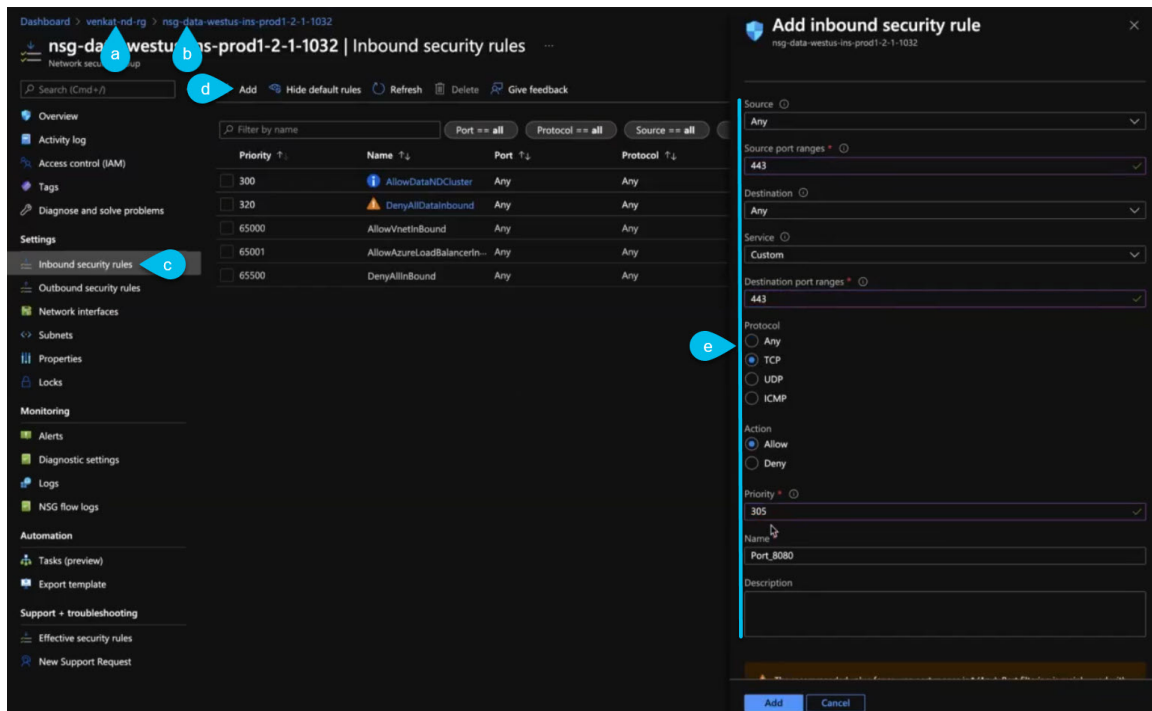 Dashboard > venkat-nd-rg > nsg-data-westus-ins-prod1-2-1-1032
a
b
nsg-da westus ns-prod1-2-1-1032 | Inbound security rules ...
Network secu up
Search (Cmd+/)
Overview
Activity log
Access control (IAM)
Tags
Diagnose and solve problems
Settings
Inbound security rules
c
Outbound security rules
Network interfaces
Subnets
Properties
Locks
Monitoring
Alerts
Diagnostic settings
Logs
NSG flow logs
Automation
Tasks (preview)
Export template
Support + troubleshooting
Effective security rules
New Support Request
d
Add Hide default rules Refresh Delete Give feedback
Filter by name Port == all Protocol == all Source == all
Priority ↑↓ Name ↑↓ Port ↑↓ Protocol ↑↓
300 AllowDataNDCluster Any Any
320 DenyAllDataInbound Any Any
65000 AllowVnetInBound Any Any
65001 AllowAzureLoadBalancerIn... Any Any
65500 DenyAllInBound Any Any
Add inbound security rule
nsg-data-westus-ins-prod1-2-1-1032
e
Source
Any
Source port ranges *
443
Destination
Any
Service
Custom
Destination port ranges *
443
Protocol
Any
TCP
UDP
ICMP
Action
Allow
Deny
Priority *
305
Name
Port_8080
Description
Add Cancel